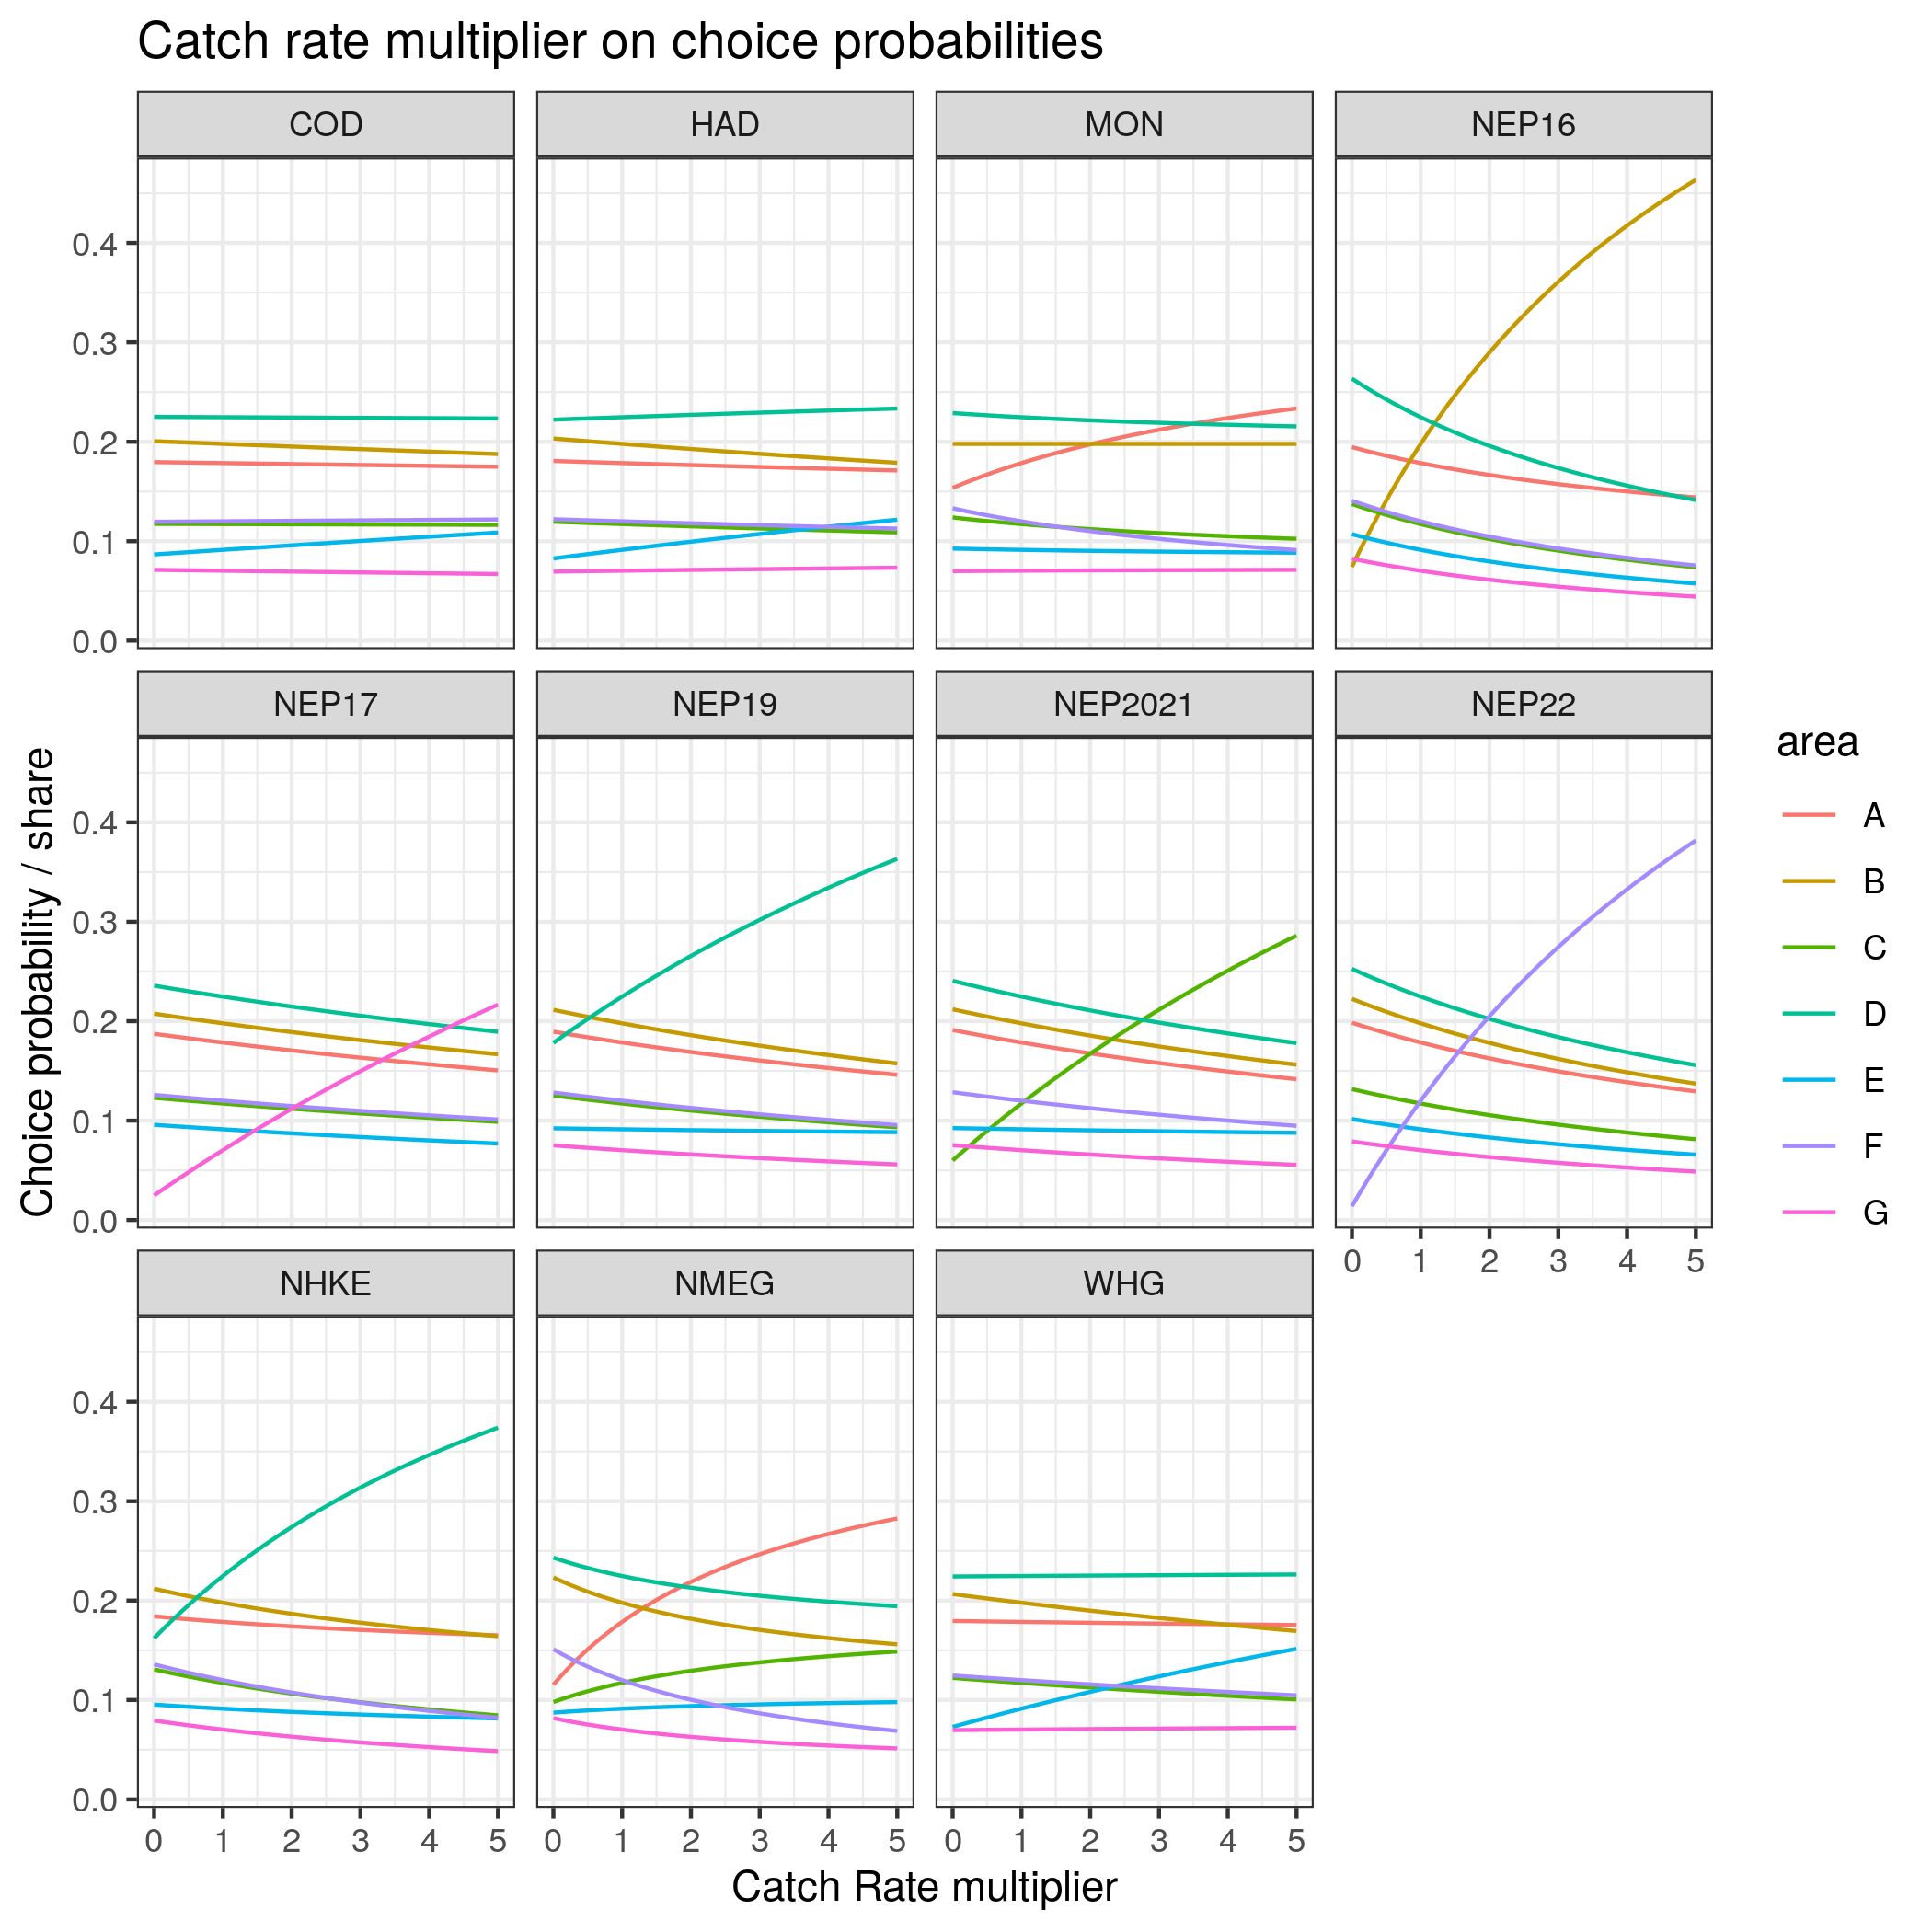 Catch rate multiplier on choice probabilities
COD HAD MON NEP16
0.4
0.3
0.2
0.1
0.0
NEP17 NEP19 NEP2021 NEP22
0.4
0.3
0.2
0.1
0.0
0 1 2 3 4 5
NHKE NMEG WHG
0.4
0.3
0.2
0.1
0.0
0 1 2 3 4 5 0 1 2 3 4 5 0 1 2 3 4 5
Catch Rate multiplier
Choice probability / share
area
A
B
C
D
E
F
G